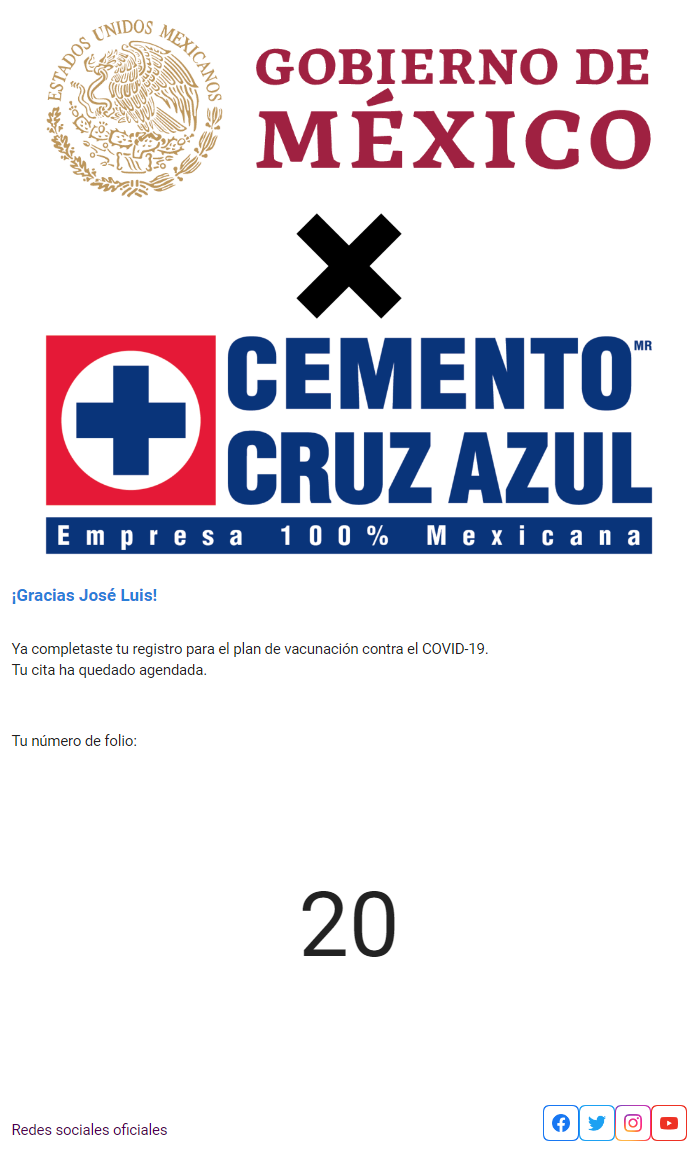 ESTADOS UNIDOS MEXICANOS
GOBIERNO DE
MÉXICO
CEMENTO MR
CRUZ AZUL
Empresa 100% Mexicana
¡Gracias José Luis!
Ya completaste tu registro para el plan de vacunación contra el COVID-19.
Tu cita ha quedado agendada.
Tu número de folio:
20
Redes sociales oficiales